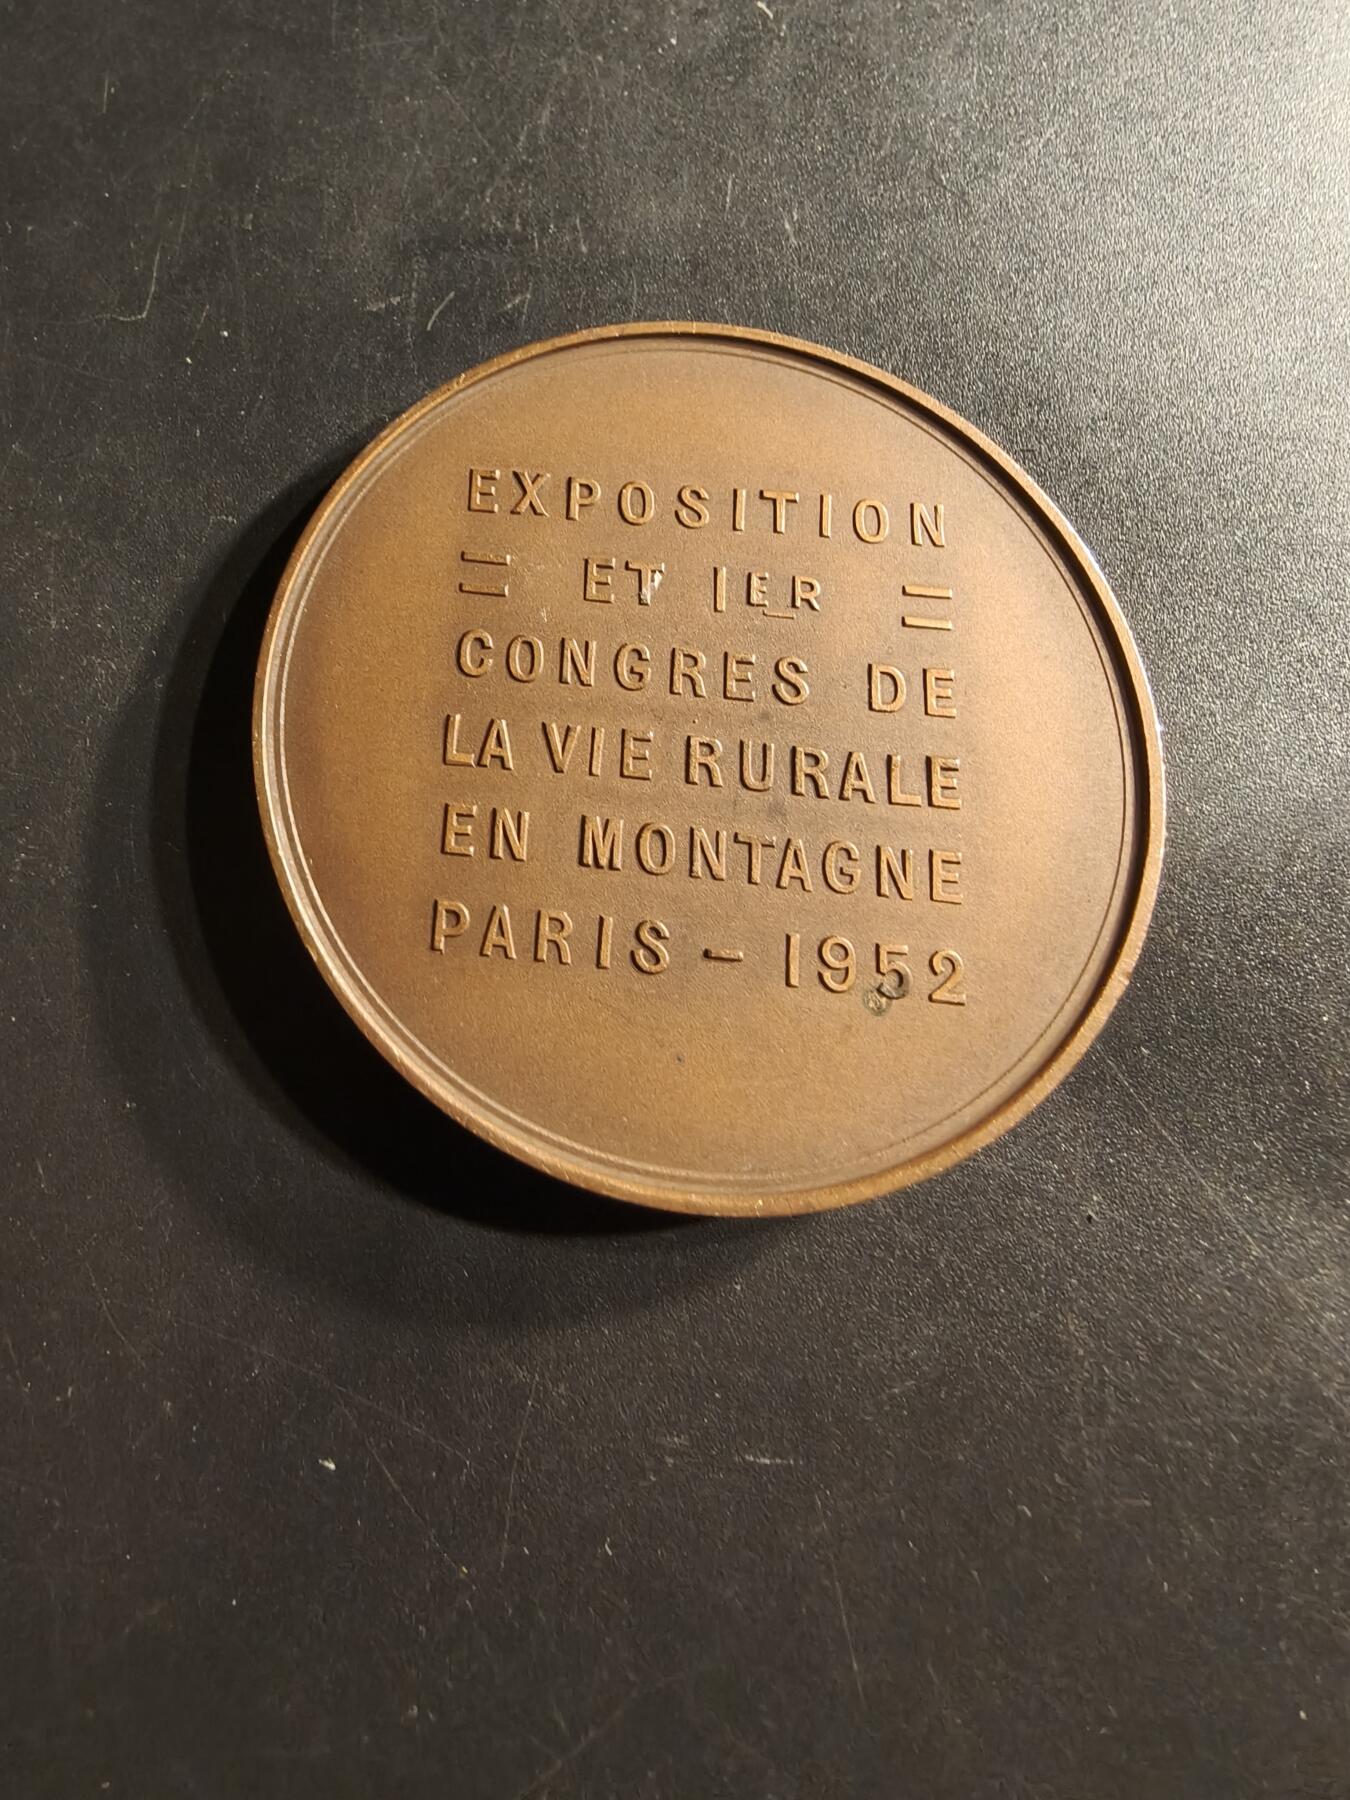 EXPOSITION
= ET IER =
CONGRES DE
LA VIE RURALE
EN MONTAGNE
PARIS - 1952